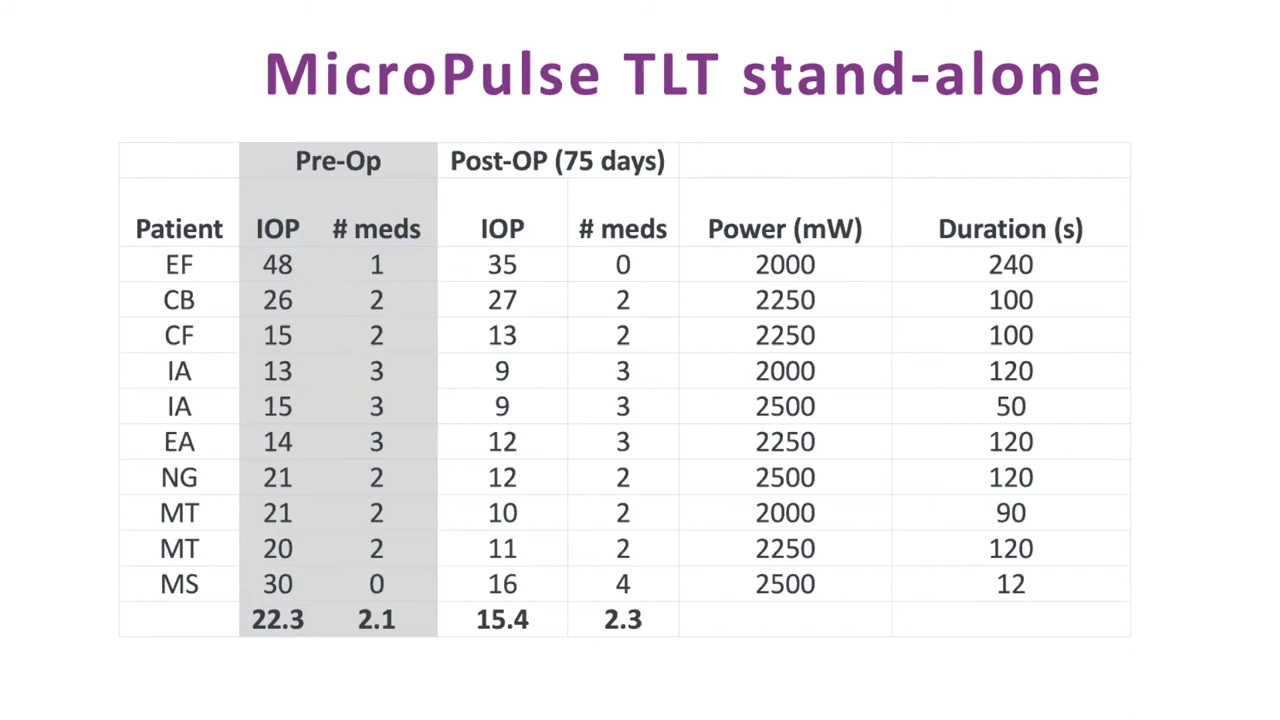 MicroPulse TLT stand-alone
Pre-Op Post-OP (75 days)
Patient IOP # meds IOP # meds Power (mW) Duration (s)
EF 48 1 35 0 2000 240
CB 26 2 27 2 2250 100
CF 15 2 13 2 2250 100
IA 13 3 9 3 2000 120
IA 15 3 9 3 2500 50
EA 14 3 12 3 2250 120
NG 21 2 12 2 2500 120
MT 21 2 10 2 2000 90
MT 20 2 11 2 2250 120
MS 30 0 16 4 2500 12
22.3 2.1 15.4 2.3